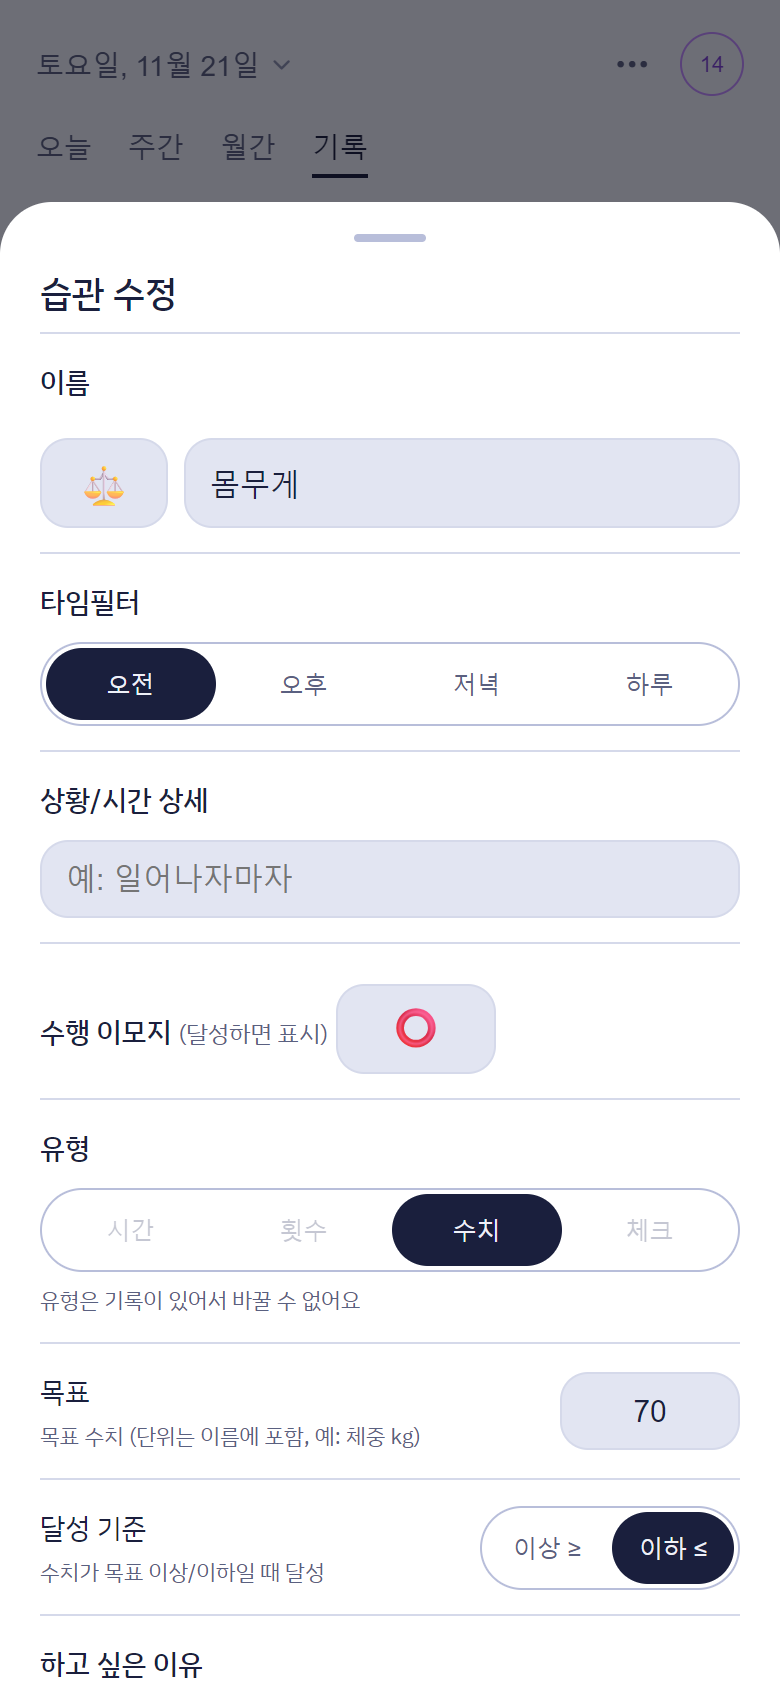 토요일, 11월 21일
14
오늘 주간 월간 기록
습관 수정
이름
몸무게
타임필터
오전 오후 저녁 하루
상황/시간 상세
예: 일어나자마자
수행 이모지 (달성하면 표시)
유형
시간 횟수 수치 체크
유형은 기록이 있어서 바꿀 수 없어요
목표
목표 수치 (단위는 이름에 포함, 예: 체중 kg)
70
달성 기준
수치가 목표 이상/이하일 때 달성
이상 ≥ 이하 ≤
하고 싶은 이유